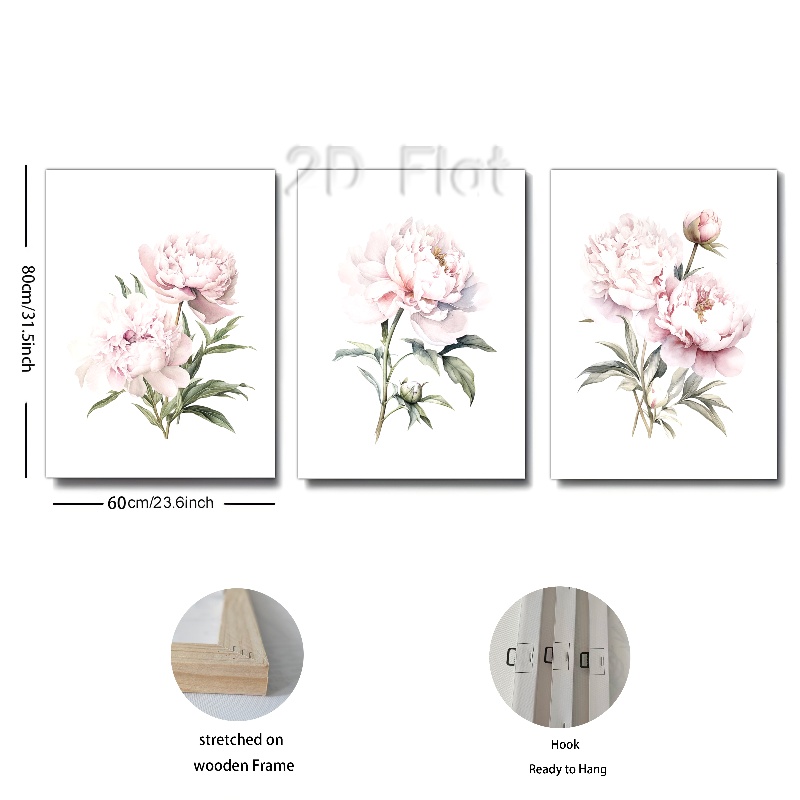 2D Flat
80cm/31.5inch
60cm/23.6inch
stretched on
wooden Frame
Hook
Ready to Hang